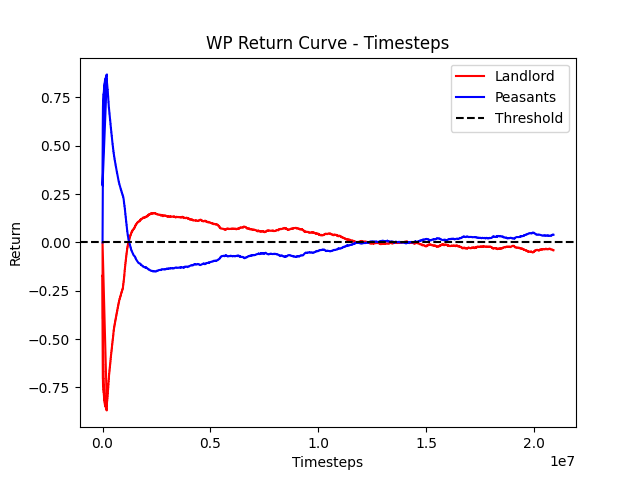 WP Return Curve - Timesteps
Landlord
Peasants
Threshold
0.75
0.50
0.25
0.00
−0.25
−0.50
−0.75
Return
0.0 0.5 1.0 1.5 2.0
1e7
Timesteps